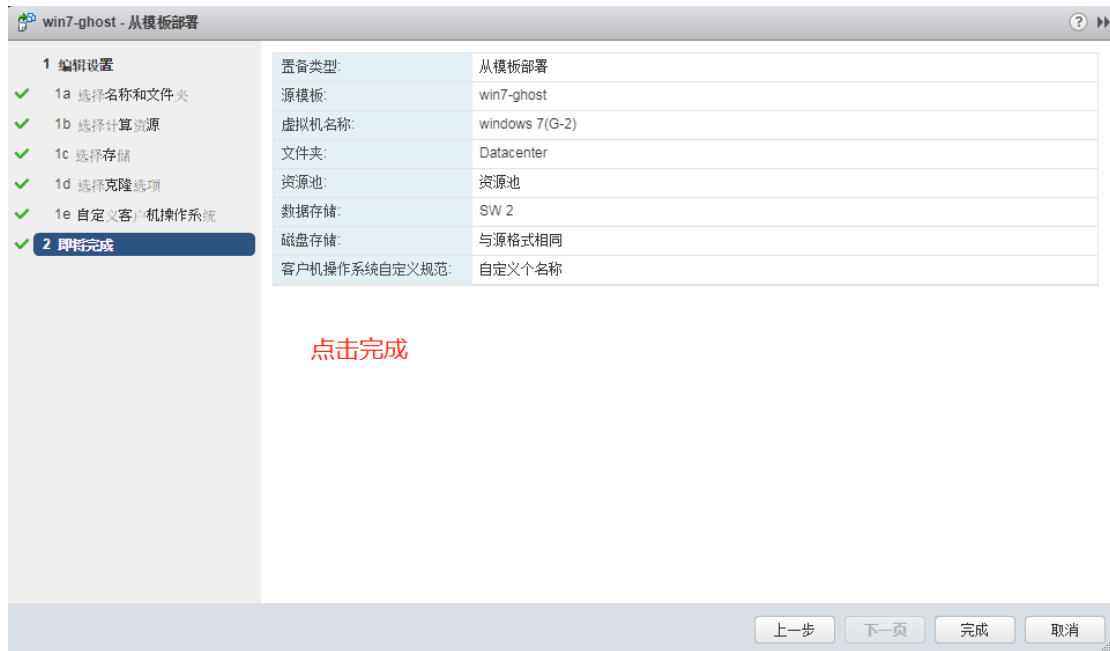 win7-ghost - 从模板部署
1 编辑设置
1a 选择名称和文件夹
1b 选择计算资源
1c 选择存储
1d 选择克隆选项
1e 自定义客户机操作系统
2 即将完成
置备类型: 从模板部署
源模板: win7-ghost
虚拟机名称: windows 7(G-2)
文件夹: Datacenter
资源池: 资源池
数据存储: SW 2
磁盘存储: 与源格式相同
客户机操作系统自定义规范: 自定义个名称
点击完成
上一步 下一页 完成 取消